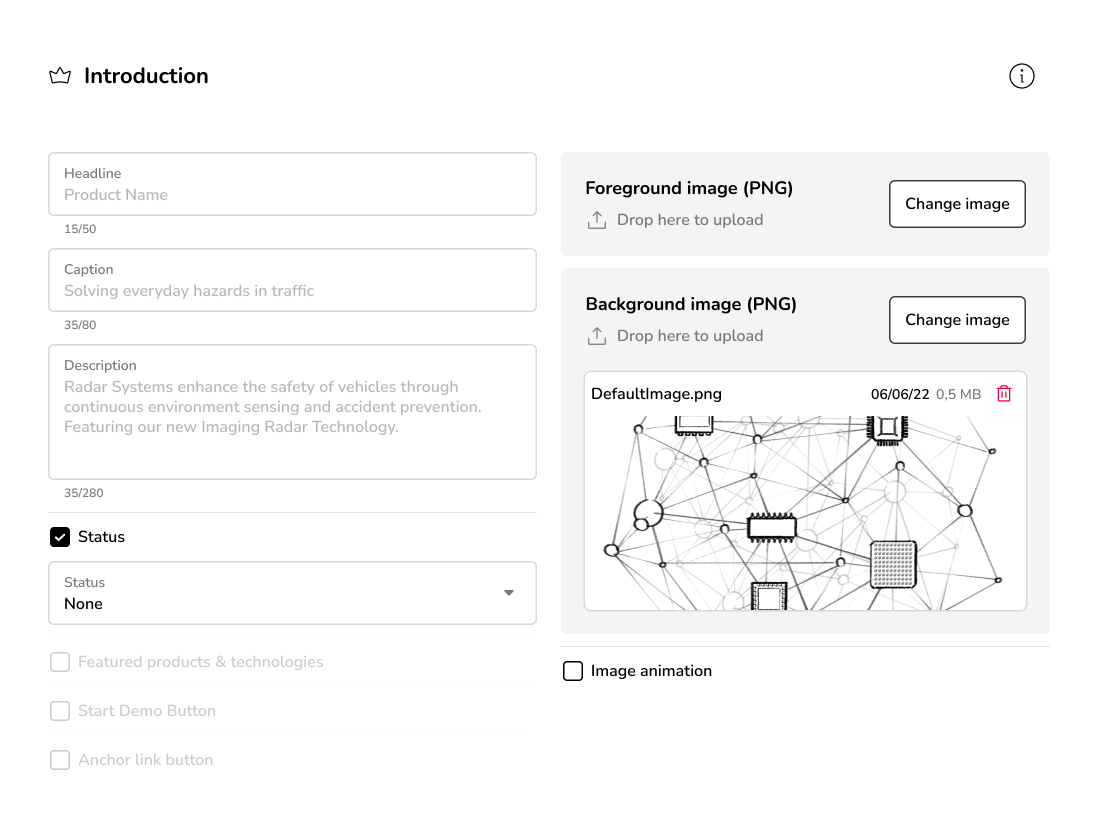 Introduction
Headline
Product Name
15/50
Caption
Solving everyday hazards in traffic
35/80
Description
Radar Systems enhance the safety of vehicles through
continuous environment sensing and accident prevention.
Featuring our new Imaging Radar Technology.
35/280
Status
Status
None
Featured products & technologies
Start Demo Button
Anchor link button
Foreground image (PNG)
Drop here to upload
Change image
Background image (PNG)
Drop here to upload
Change image
DefaultImage.png 06/06/22 0,5 MB
Image animation